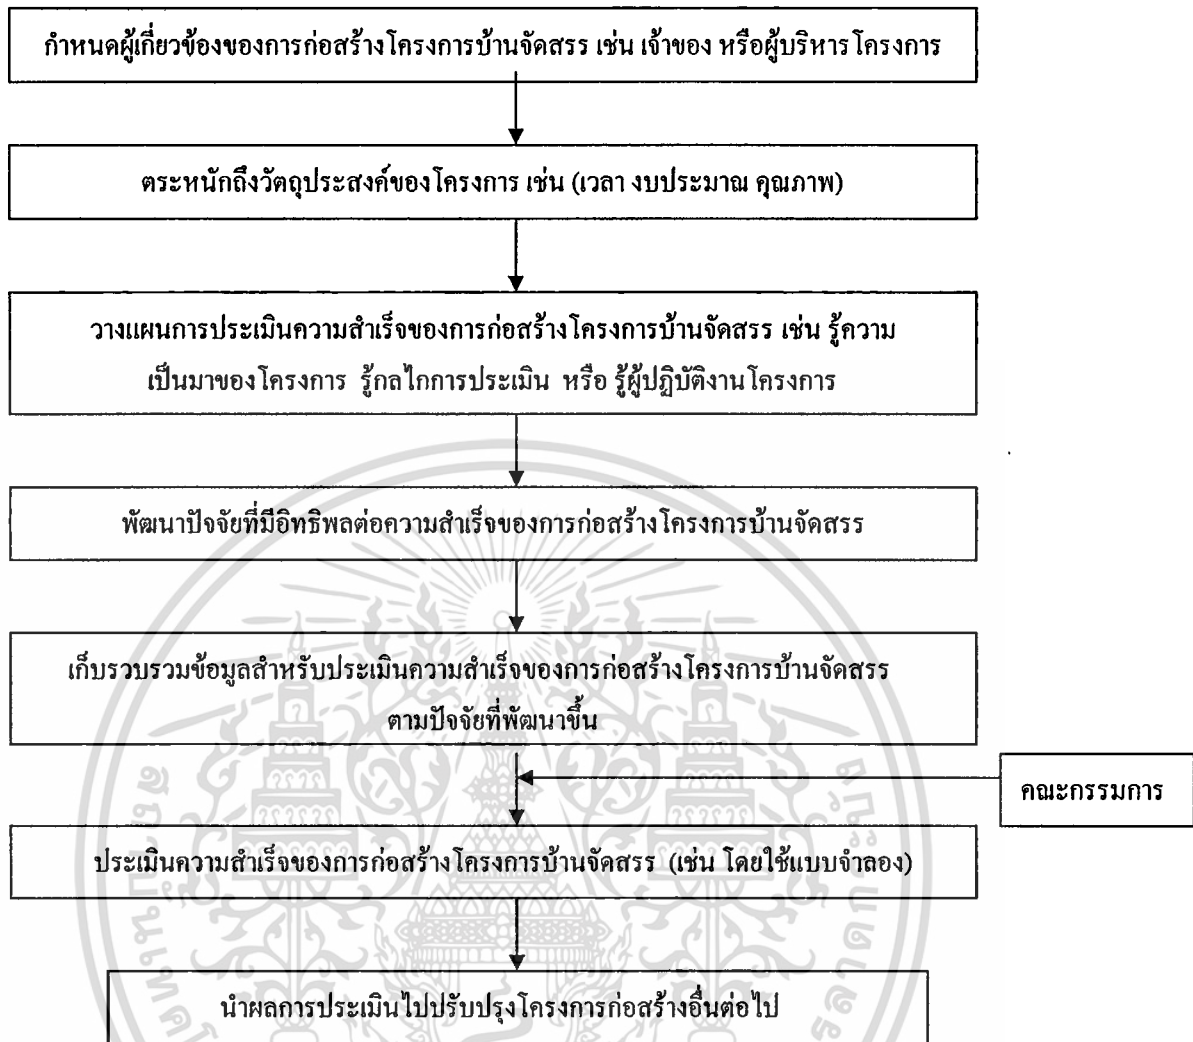 กำหนดผู้เกี่ยวข้องของการก่อสร้างโครงการบ้านจัดสรร เช่น เจ้าของ หรือผู้บริหารโครงการ
ตระหนักถึงวัตถุประสงค์ของโครงการ เช่น (เวลา งบประมาณ คุณภาพ)
วางแผนการประเมินความสำเร็จของการก่อสร้างโครงการบ้านจัดสรร เช่น รู้ความ
เป็นมาของโครงการ รู้กลไกการประเมิน หรือ รู้ผู้ปฏิบัติงานโครงการ
พัฒนาปัจจัยที่มีอิทธิพลต่อความสำเร็จของการก่อสร้างโครงการบ้านจัดสรร
เก็บรวบรวมข้อมูลสำหรับประเมินความสำเร็จของการก่อสร้างโครงการบ้านจัดสรร
ตามปัจจัยที่พัฒนาขึ้น
คณะกรรมการ
ประเมินความสำเร็จของการก่อสร้างโครงการบ้านจัดสรร (เช่น โดยใช้แบบจำลอง)
นำผลการประเมินไปปรับปรุงโครงการก่อสร้างอื่นต่อไป